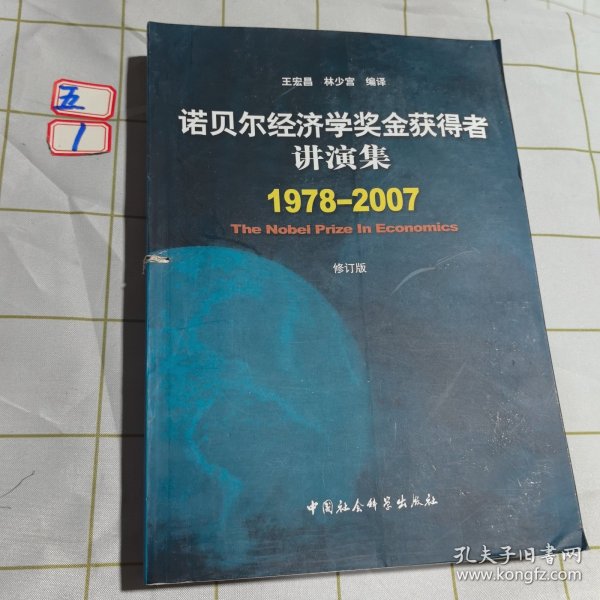 五
1
王宏昌 林少宫 编译
诺贝尔经济学奖金获得者
讲演集
1978-2007
The Nobel Prize In Economics
修订版
中国社会科学出版社
孔夫子旧书网
www.kongfz.com